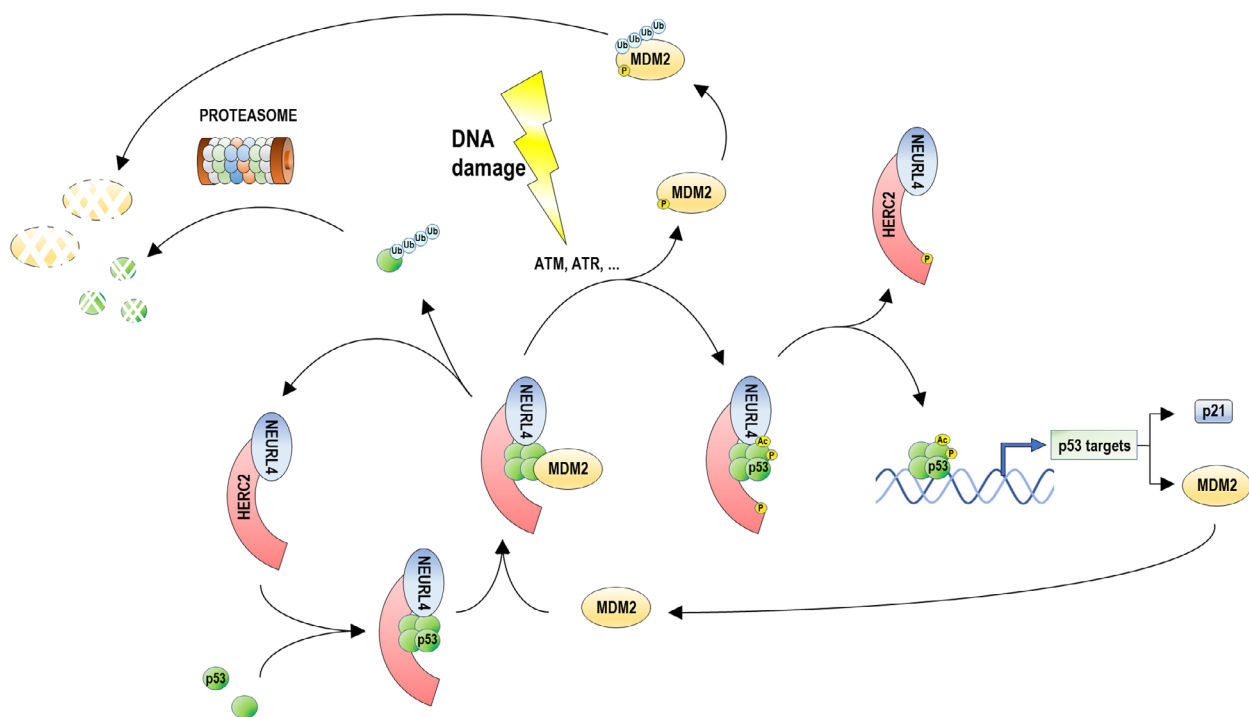 Ub Ub Ub Ub
MDM2
P
PROTEASOME
DNA
damage
NEURL4
HERC2
P
MDM2
P
Ub Ub Ub Ub
ATM, ATR, ...
NEURL4
HERC2
NEURL4
MDM2
NEURL4
Ac
P
p53
P
Ac
P
p53
p53 targets
p21
MDM2
NEURL4
p53
MDM2
p53